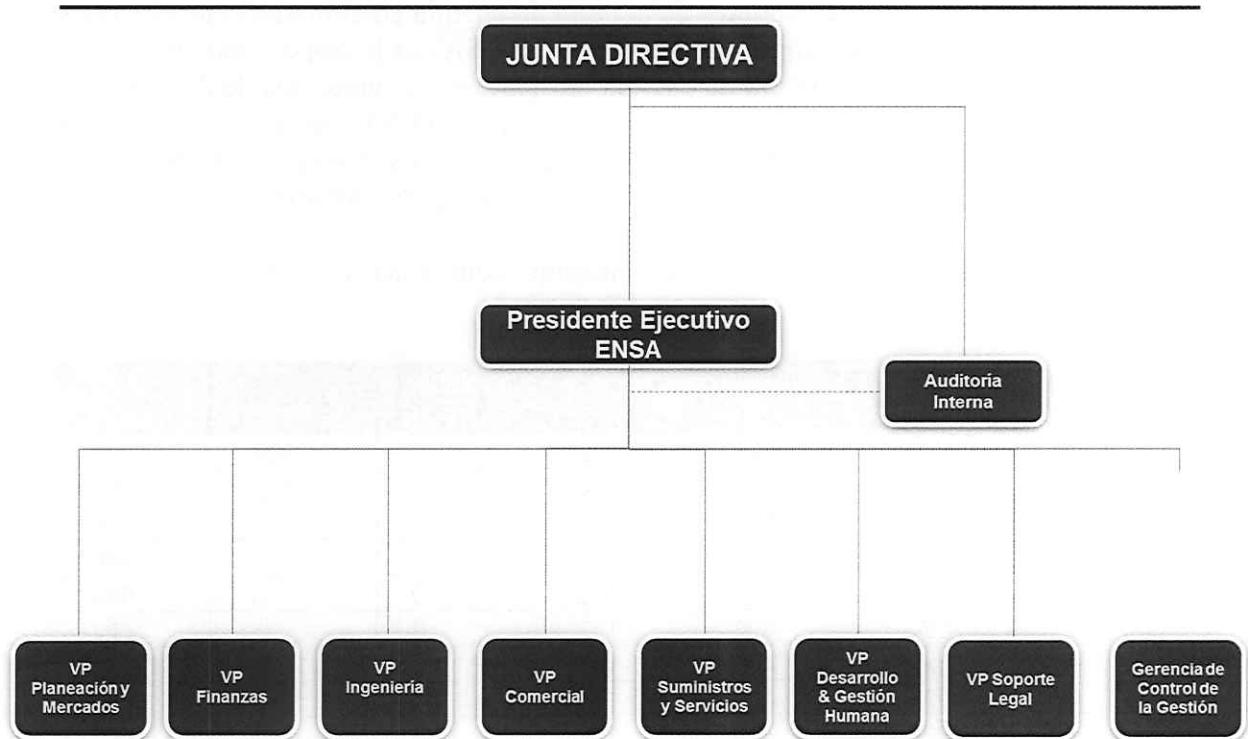 JUNTA DIRECTIVA
Presidente Ejecutivo
ENSA
Auditoria
Interna
VP
Planeación y
Mercados
VP
Finanzas
VP
Ingeniería
VP
Comercial
VP
Suministros
y Servicios
VP
Desarrollo
& Gestión
Humana
VP Soporte
Legal
Gerencia de
Control de
la Gestión